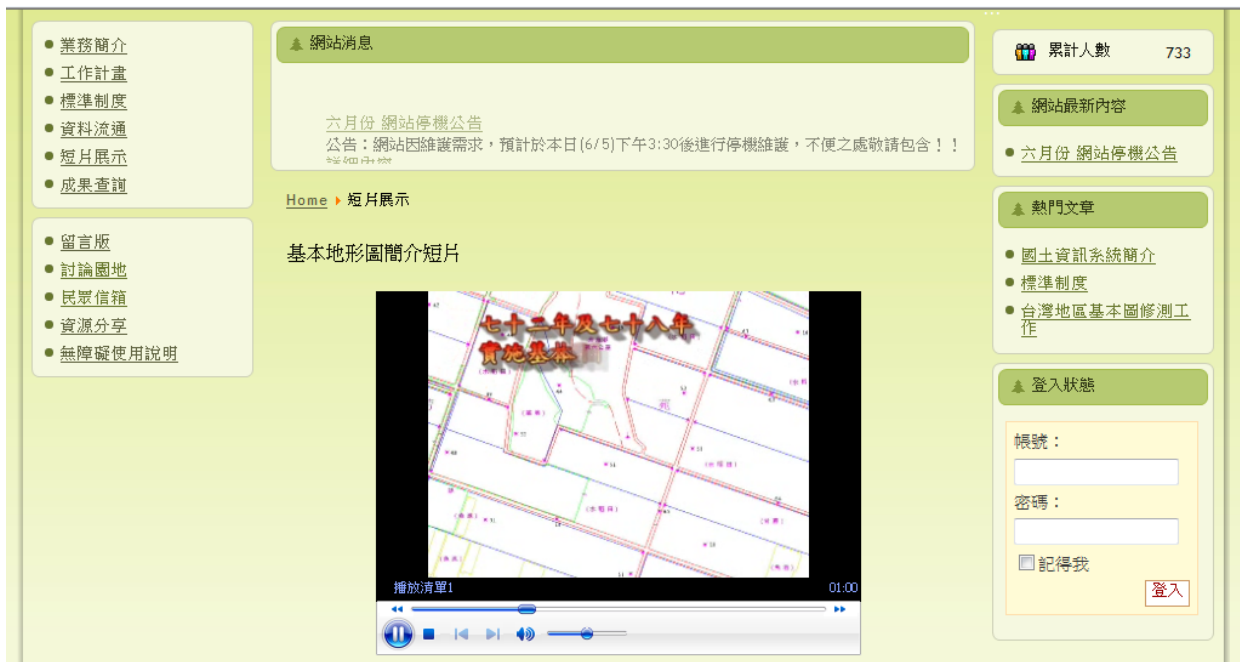 業務簡介
工作計畫
標準制度
資料流通
短片展示
成果查詢
留言版
討論園地
民眾信箱
資源分享
無障礙使用說明
網站消息
六月份 網站停機公告
公告：網站因維護需求，預計於本日(6/5)下午3:30後進行停機維護，不便之處敬請包含！！
Home 短片展示
基本地形圖簡介短片
七十二年及七十八年
實施基本
播放清單1
01:00
累計人數 733
網站最新內容
六月份 網站停機公告
熱門文章
國土資訊系統簡介
標準制度
台灣地區基本圖修測工
作
登入狀態
帳號：
密碼：
記得我
登入